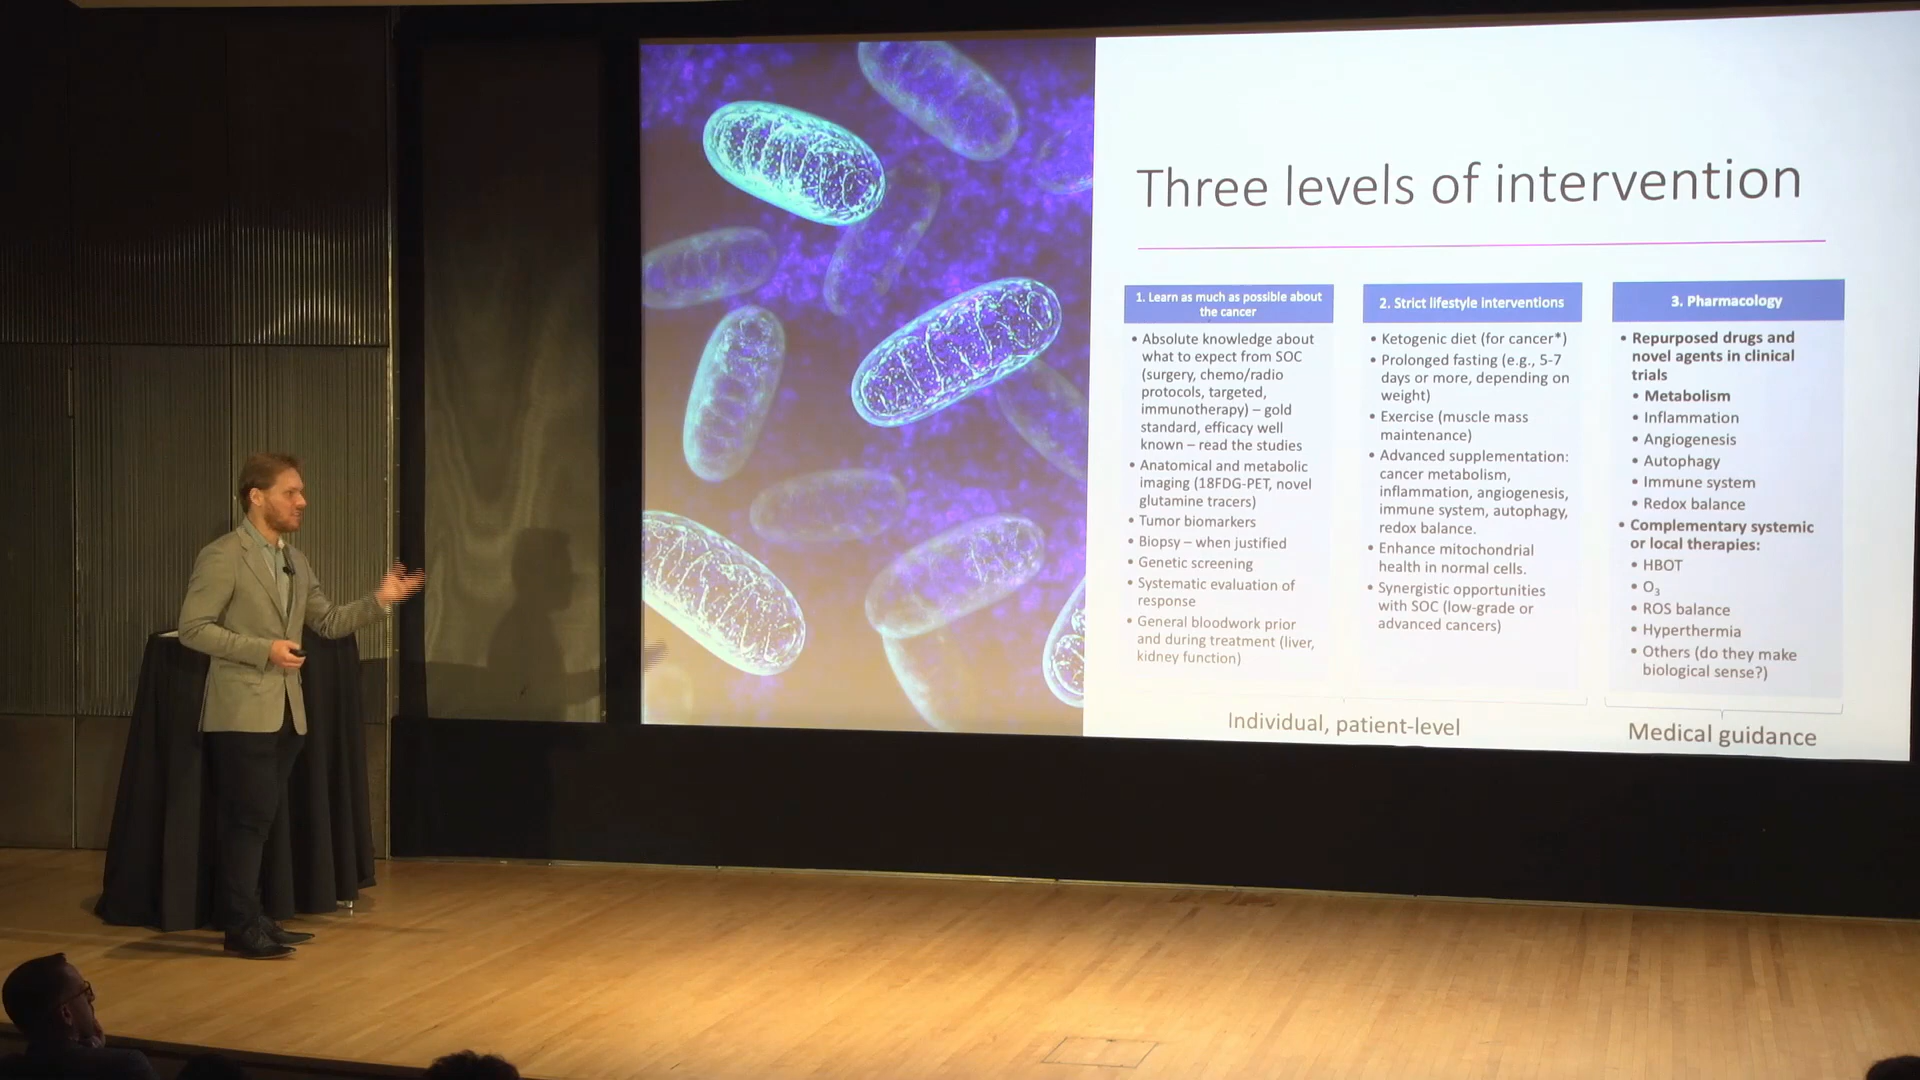 Three levels of intervention
1. Learn as much as possible about
the cancer
• Absolute knowledge about
what to expect from SOC
(surgery, chemo/radio
protocols, targeted,
immunotherapy) – gold
standard, efficacy well
known – read the studies
• Anatomical and metabolic
imaging (18FDG-PET, novel
glutamine tracers)
• Tumor biomarkers
• Biopsy – when justified
• Genetic screening
• Systematic evaluation of
response
• General bloodwork prior
and during treatment (liver,
kidney function)
2. Strict lifestyle interventions
• Ketogenic diet (for cancer*)
• Prolonged fasting (e.g., 5-7
days or more, depending on
weight)
• Exercise (muscle mass
maintenance)
• Advanced supplementation:
cancer metabolism,
inflammation, angiogenesis,
immune system, autophagy,
redox balance.
• Enhance mitochondrial
health in normal cells.
• Synergistic opportunities
with SOC (low-grade or
advanced cancers)
3. Pharmacology
• Repurposed drugs and
novel agents in clinical
trials
• Metabolism
• Inflammation
• Angiogenesis
• Autophagy
• Immune system
• Redox balance
• Complementary systemic
or local therapies:
• HBOT
• O₃
• ROS balance
• Hyperthermia
• Others (do they make
biological sense?)
Individual, patient-level
Medical guidance